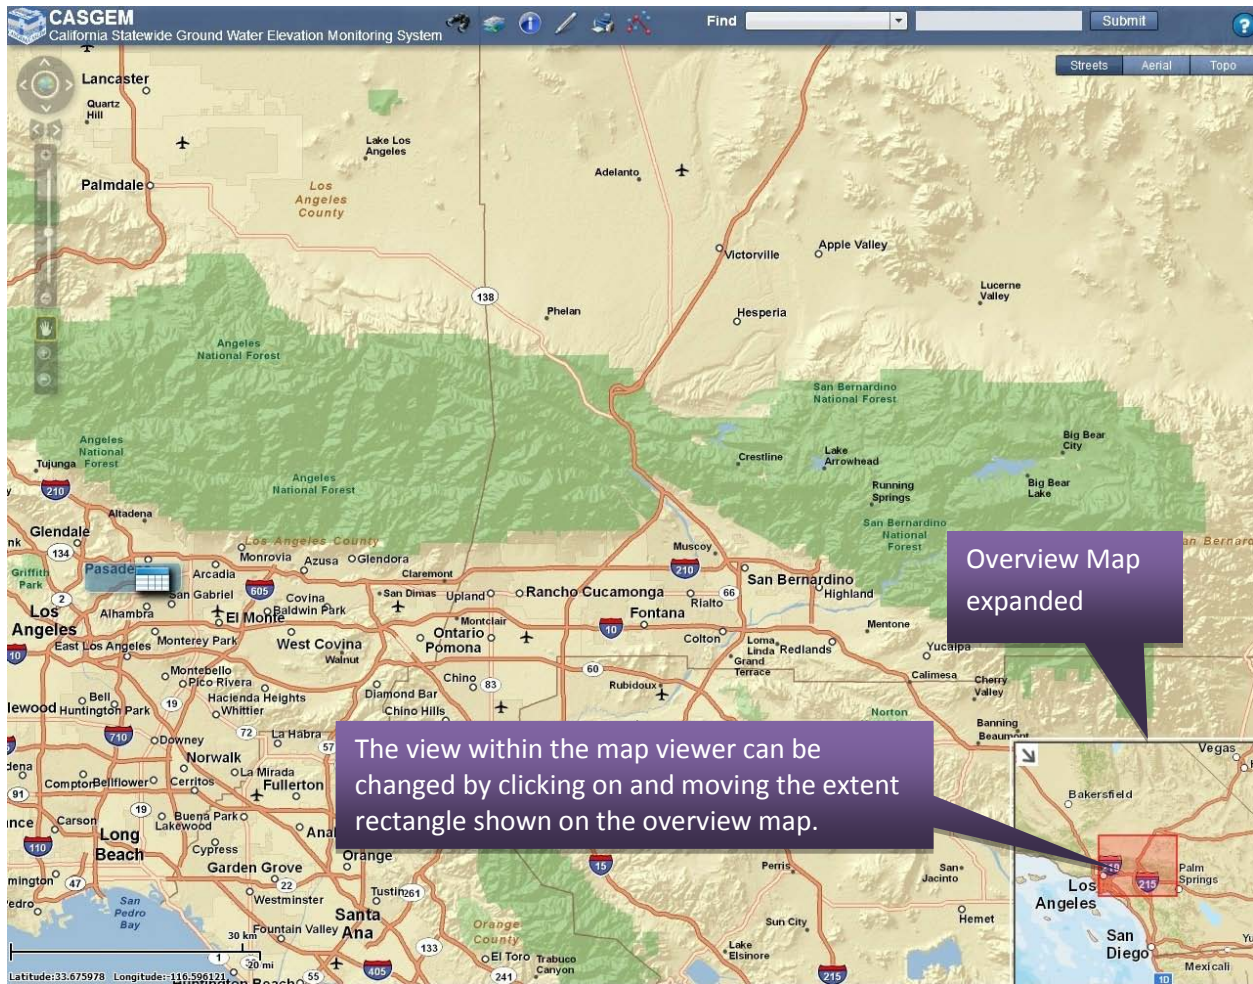 CASGEM
California Statewide Ground Water Elevation Monitoring System
Find
Submit
?
Streets Aerial Topo
Lancaster
Quartz
Hill
Lake Los
Angeles
Palmdale
Los
Angeles
County
Adelanto
Victorville
Apple Valley
Lucerne
Valley
138
Phelan
Hesperia
Angeles
National Forest
San Bernardino
National Forest
Angeles
National
Forest
Tujunga
210
Angeles
National Forest
Crestline
Lake
Arrowhead
Big Bear
City
Big Bear
Lake
Running
Springs
San Bernardino
National
Forest
Altadena
Glendale
134
Los Angeles County
Monrovia
Azusa
Glendora
Muscoy
210
Griffith
Park
Arcadia
605
Claremont
San Dimas
Upland
Rancho Cucamonga
San Bernardino
Highland
66
Rialto
2
San Gabriel
Covina
Baldwin Park
Los
Angeles
Alhambra
El Monte
Montclair
Fontana
10
Mentone
10
East Los Angeles
Monterey Park
West Covina
Walnut
Ontario
Pomona
Colton
Loma
Linda
Redlands
Grand
Terrace
Yucaipa
Calimesa
Cherry
Valley
Montebello
Pico Rivera
Hacienda Heights
Whittier
Diamond Bar
Chino
83
Chino Hills
60
Rubidoux
Norton
Banning
Beaumont
Bell
Huntington Park
19
710
72
La Habra
57
Downey
Norwalk
La Mirada
Fullerton
Compton
Bellflower
Cerritos
91
19
Buena Park
Lakewood
Carson
Long
Beach
Cypress
110
Garden Grove
Orange
22
Westminster
47
Tustin
261
San
Pedro
Bay
Santa
Ana
Fountain Valley
133
Orange
County
El Toro
Trabuco
Canyon
241
405
55
1
15
Perris
San
Jacinto
Hemet
Sun City
Lake
Elsinore
215
30 km
20 mi
Latitude:33.675978 Longitude:-116.596121
Overview Map
expanded
The view within the map viewer can be
changed by clicking on and moving the extent
rectangle shown on the overview map.
Vegas
Bakersfield
Palm
Springs
215
Los
Angeles
San
Diego
Mexicali
1D